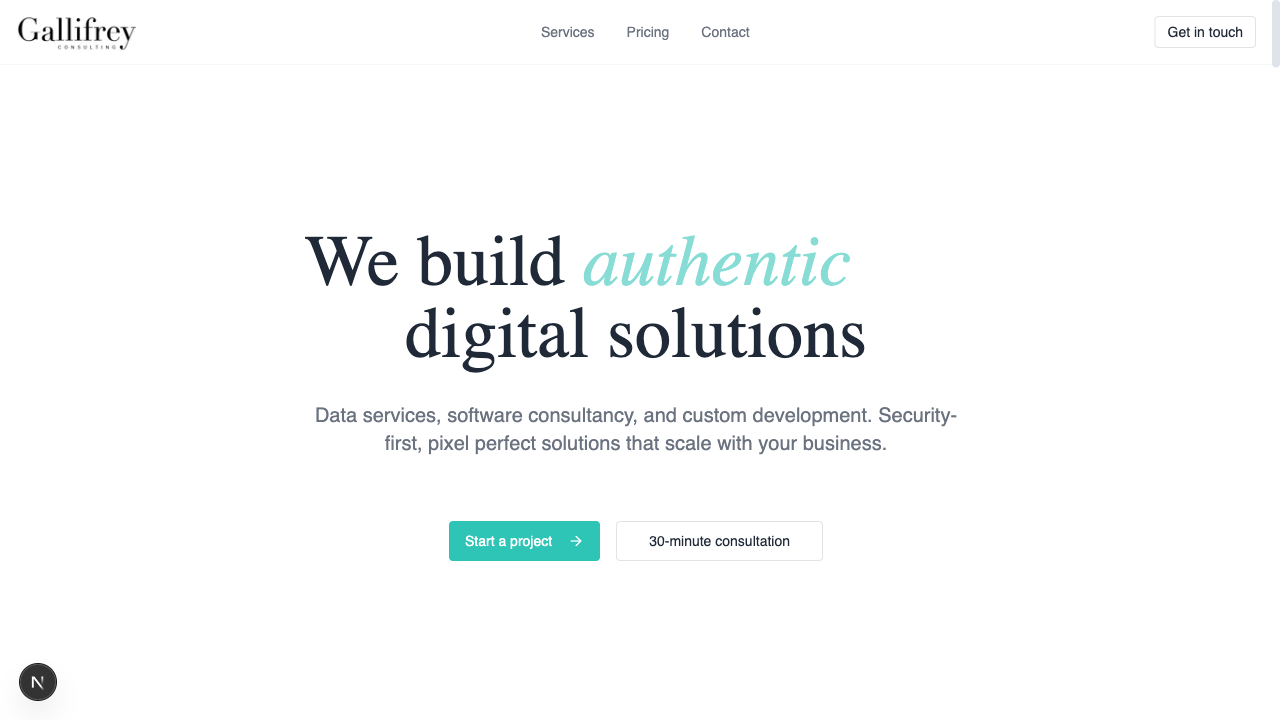 Gallifrey
CONSULTING
Services
Pricing
Contact
Get in touch
We build authentic
digital solutions
Data services, software consultancy, and custom development. Security-
first, pixel perfect solutions that scale with your business.
Start a project
30-minute consultation
N